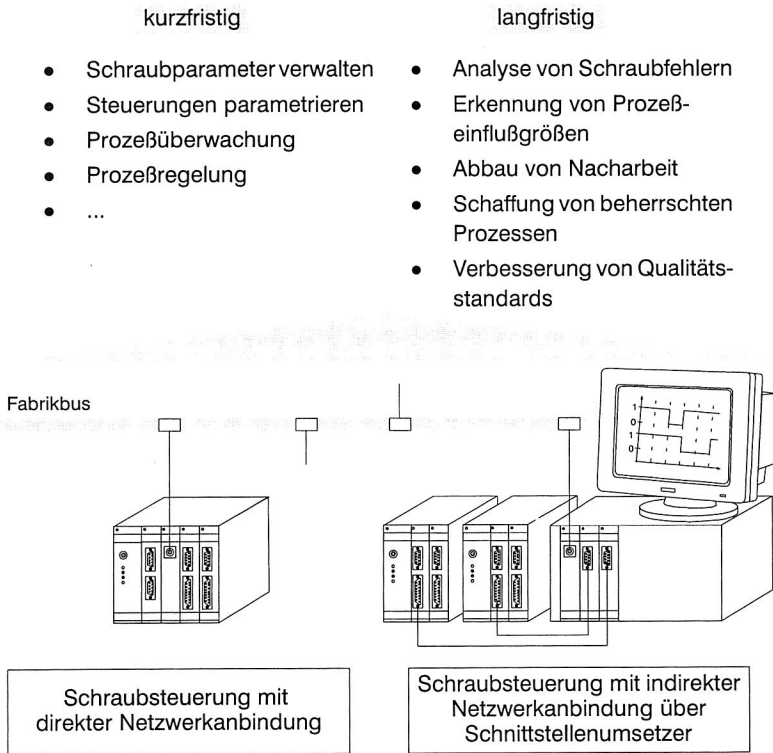 kurzfristig
• Schraubparameter verwalten
• Steuerungen parametrieren
• Prozeßüberwachung
• Prozeßregelung
• ...
langfristig
• Analyse von Schraubfehlern
• Erkennung von Prozeß-
einflußgrößen
• Abbau von Nacharbeit
• Schaffung von beherrschten
Prozessen
• Verbesserung von Qualitäts-
standards
Fabrikbus
1
0
1
0
Schraubsteuerung mit
direkter Netzwerkanbindung
Schraubsteuerung mit indirekter
Netzwerkanbindung über
Schnittstellenumsetzer